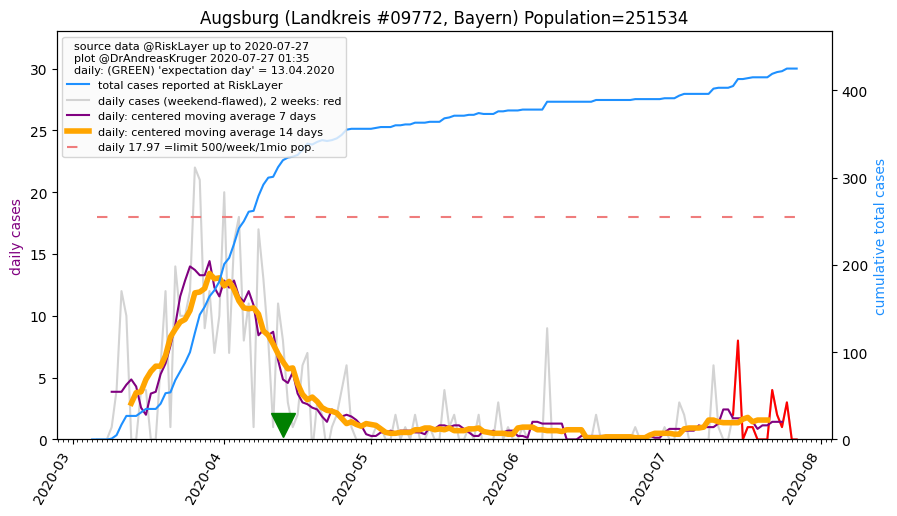 Augsburg (Landkreis #09772, Bayern) Population=251534
source data @RiskLayer up to 2020-07-27
plot @DrAndreasKruger 2020-07-27 01:35
daily: (GREEN) 'expectation day' = 13.04.2020
total cases reported at RiskLayer
daily cases (weekend-flawed), 2 weeks: red
daily: centered moving average 7 days
daily: centered moving average 14 days
daily 17.97 =limit 500/week/1mio pop.
daily cases
30
25
20
15
10
5
0
cumulative total cases
400
300
200
100
0
2020-03
2020-04
2020-05
2020-06
2020-07
2020-08